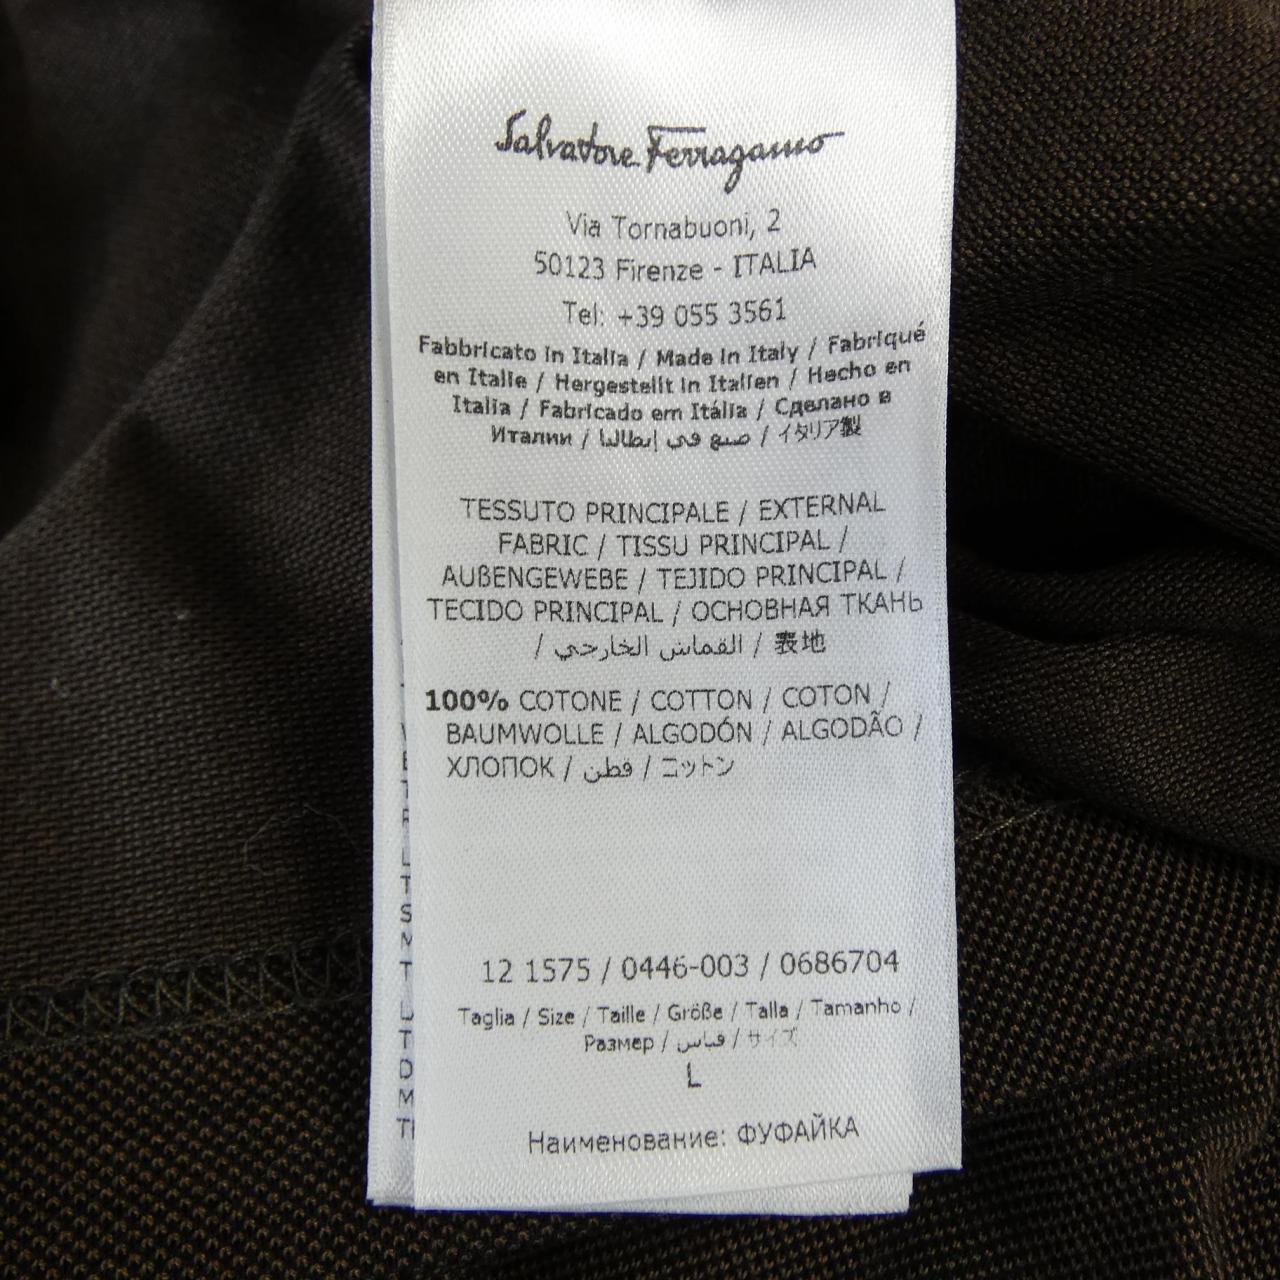 Salvatore Ferragamo
Via Tornabuoni, 2
50123 Firenze - ITALIA
Tel: +39 055 3561
Fabbricato in Italia / Made in Italy / Fabriqué
en Italie / Hergestellt in Italien / Hecho en
Italia / Fabricado em Itália / Сделано в
Италии / صنع في إيطاليا / イタリア製
TESSUTO PRINCIPALE / EXTERNAL
FABRIC / TISSU PRINCIPAL /
AUßENGEWEBE / TEJIDO PRINCIPAL /
TECIDO PRINCIPAL / ОСНОВНАЯ ТКАНЬ
/ القماش الخارجي / 表地
100% COTONE / COTTON / COTON /
BAUMWOLLE / ALGODÓN / ALGODÃO /
ХЛОПОК / قطن / コットン
12 1575 / 0446-003 / 0686704
Taglia / Size / Taille / Größe / Talla / Tamanho /
Размер / قياس / サイズ
L
Наименование: ФУФАЙКА